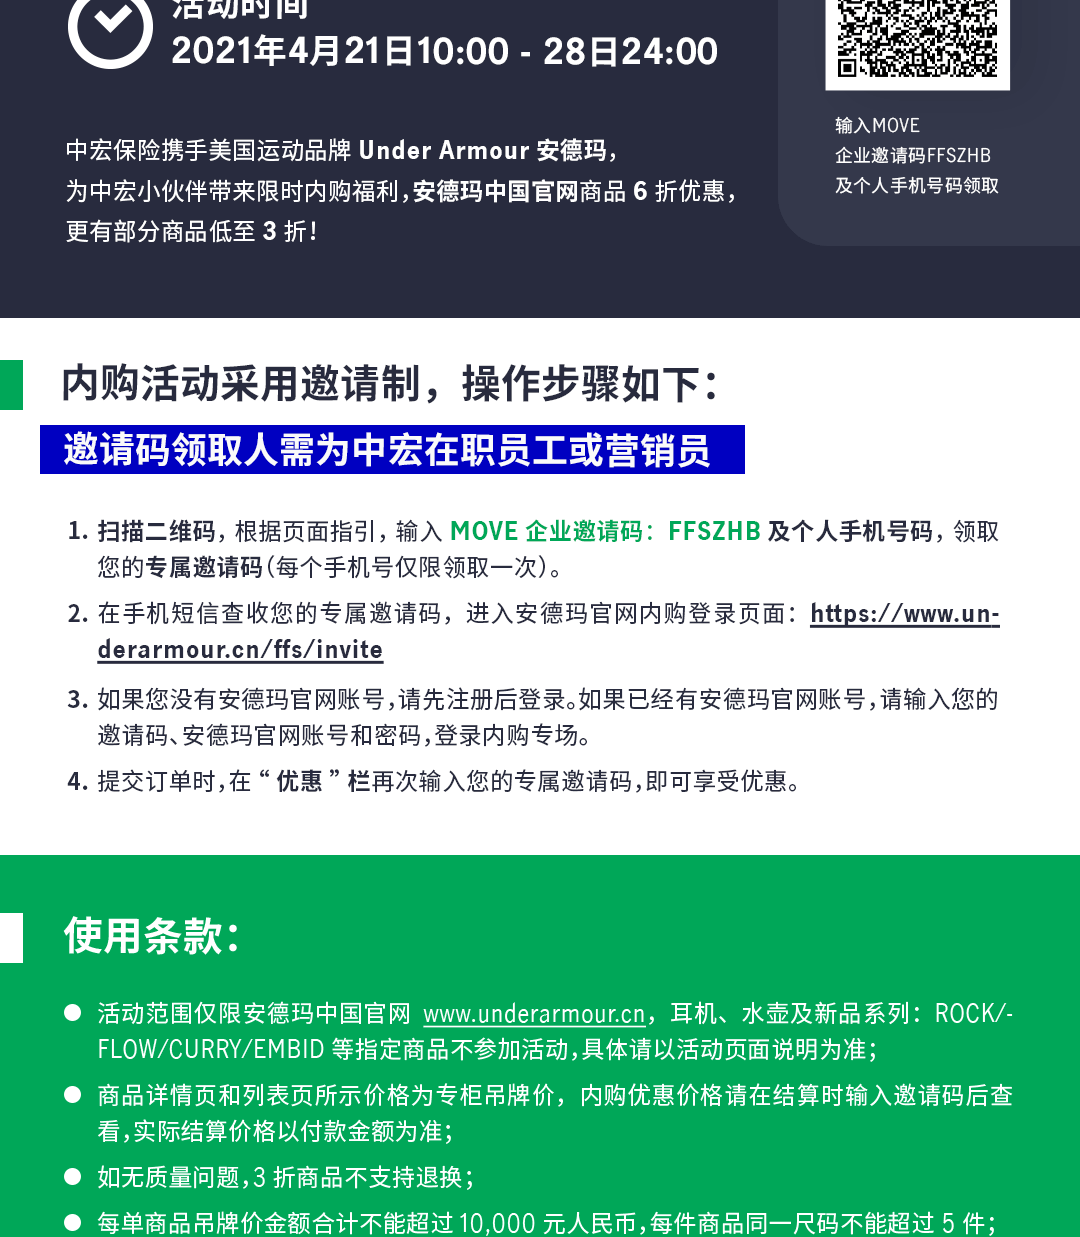 活动时间
2021年4月21日10:00 - 28日24:00
中宏保险携手美国运动品牌 Under Armour 安德玛，
为中宏小伙伴带来限时内购福利，安德玛中国官网商品 6 折优惠，
更有部分商品低至 3 折！
输入MOVE
企业邀请码FFSZHB
及个人手机号码领取
内购活动采用邀请制，操作步骤如下：
邀请码领取人需为中宏在职员工或营销员
1. 扫描二维码，根据页面指引，输入 MOVE 企业邀请码：FFSZHB 及个人手机号码，领取
您的专属邀请码（每个手机号仅限领取一次）。
2. 在手机短信查收您的专属邀请码，进入安德玛官网内购登录页面：https://www.un-
derarmour.cn/ffs/invite
3. 如果您没有安德玛官网账号，请先注册后登录。如果已经有安德玛官网账号，请输入您的
邀请码、安德玛官网账号和密码，登录内购专场。
4. 提交订单时，在 “ 优惠 ” 栏再次输入您的专属邀请码，即可享受优惠。
使用条款：
● 活动范围仅限安德玛中国官网 www.underarmour.cn，耳机、水壶及新品系列：ROCK/-
FLOW/CURRY/EMBID 等指定商品不参加活动，具体请以活动页面说明为准；
● 商品详情页和列表页所示价格为专柜吊牌价，内购优惠价格请在结算时输入邀请码后查
看，实际结算价格以付款金额为准；
● 如无质量问题，3 折商品不支持退换；
● 每单商品吊牌价金额合计不能超过 10,000 元人民币，每件商品同一尺码不能超过 5 件；